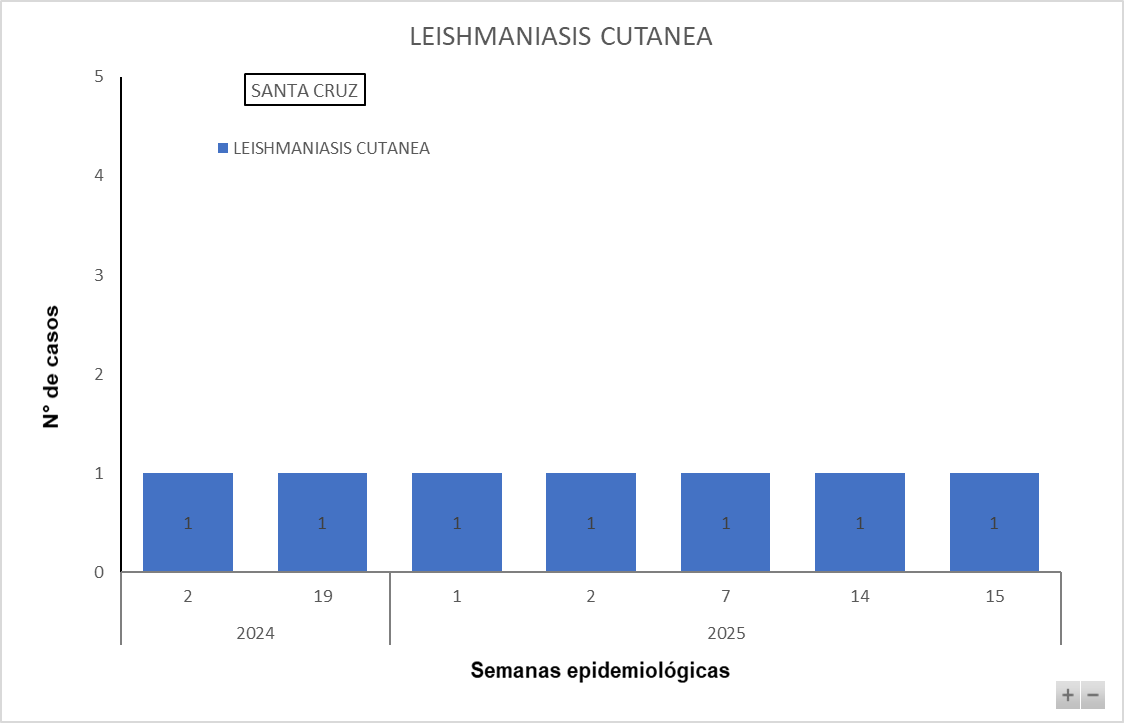 LEISHMANIASIS CUTANEA
SANTA CRUZ
LEISHMANIASIS CUTANEA
N° de casos
5
4
3
2
1
0
1 1 1 1 1 1 1
2 19 1 2 7 14 15
2024 2025
Semanas epidemiológicas
+ −